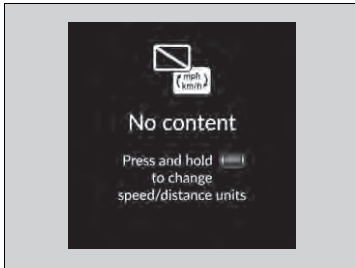 mph
km/h
No content
Press and hold
to change
speed/distance units